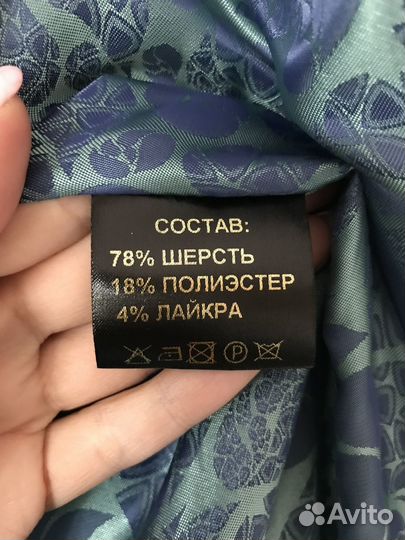 СОСТАВ:
78% ШЕРСТЬ
18% ПОЛИЭСТЕР
4% ЛАЙКРА
P
Avito